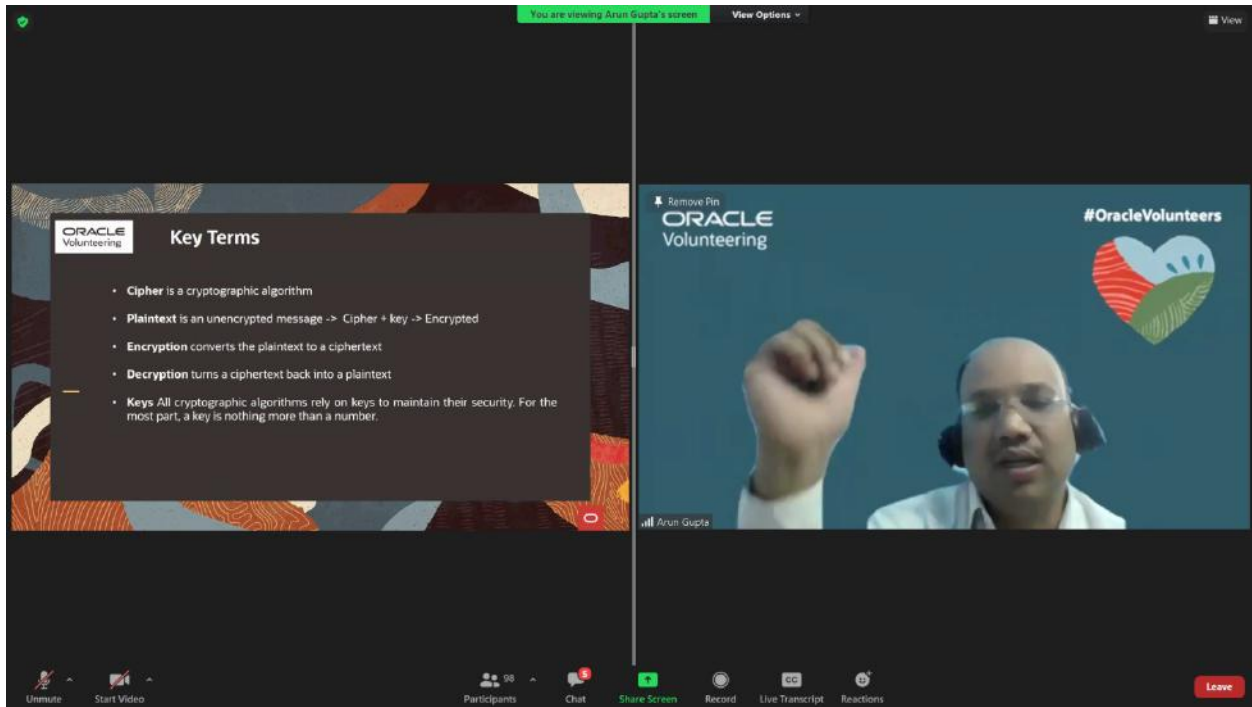 You are viewing Arun Gupta's screen
View Options
View
ORACLE
Volunteering
Key Terms
• Cipher is a cryptographic algorithm
• Plaintext is an unencrypted message -> Cipher + key -> Encrypted
• Encryption converts the plaintext to a ciphertext
• Decryption turns a ciphertext back into a plaintext
• Keys All cryptographic algorithms rely on keys to maintain their security. For the
most part, a key is nothing more than a number.
Remove Pin
ORACLE
Volunteering
#OracleVolunteers
Arun Gupta
Unmute
Start Video
98
Participants
5
Chat
Share Screen
Record
CC
Live Transcript
Reactions
Leave